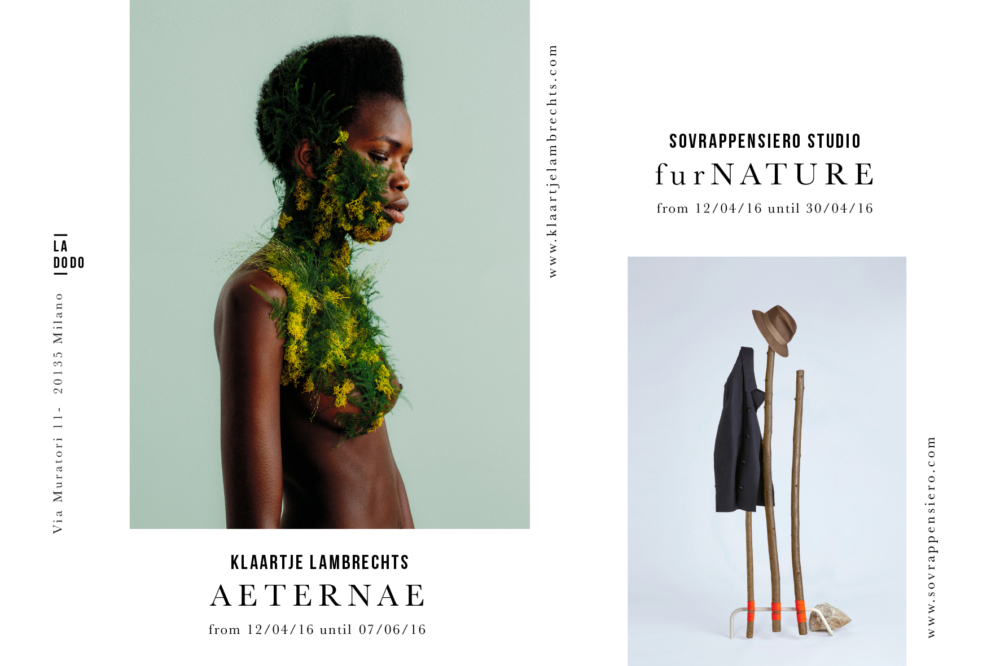 LA
DODO
Via Muratori 11- 20135 Milano
www.klaartjelambrechts.com
KLAARTJE LAMBRECHTS
AETERNAE
from 12/04/16 until 07/06/16
SOVRAPPENSIERO STUDIO
furNATURE
from 12/04/16 until 30/04/16
www.sovrappensiero.com